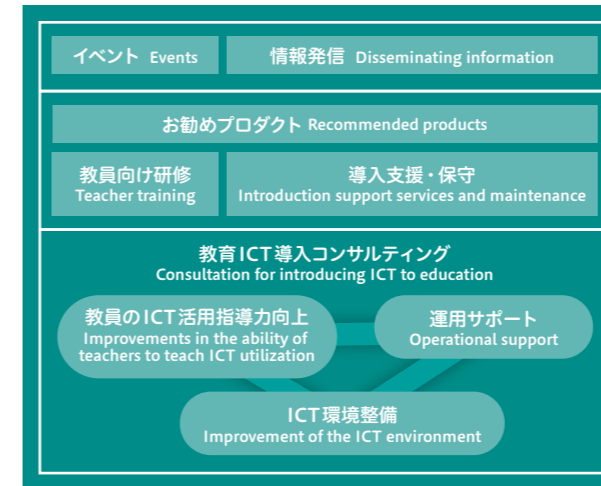 イベント Events
情報発信 Disseminating information
お勧めプロダクト Recommended products
教員向け研修
Teacher training
導入支援・保守
Introduction support services and maintenance
教育ICT導入コンサルティング
Consultation for introducing ICT to education
教員のICT活用指導力向上
Improvements in the ability of
teachers to teach ICT utilization
運用サポート
Operational support
ICT環境整備
Improvement of the ICT environment